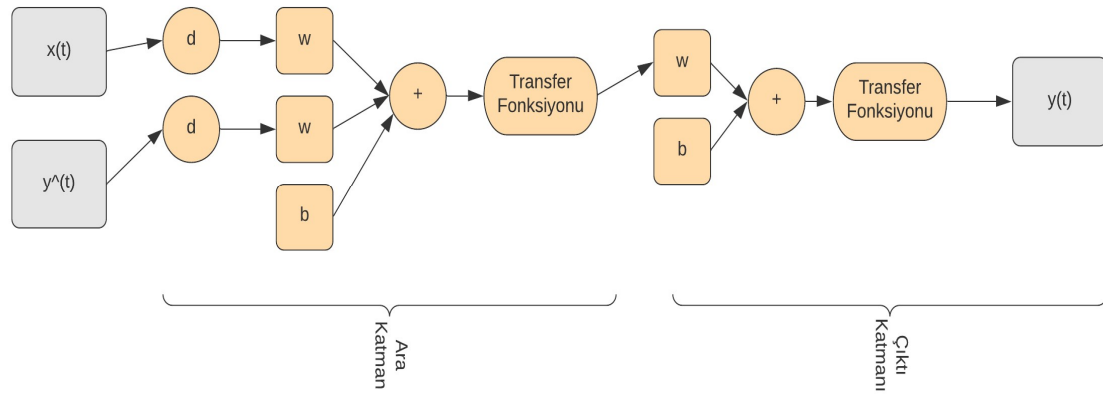 x(t)
d
w
y^(t)
d
w
b
+
Transfer
Fonksiyonu
w
b
+
Transfer
Fonksiyonu
y(t)
Ara
Katman
Çıktı
Katmanı